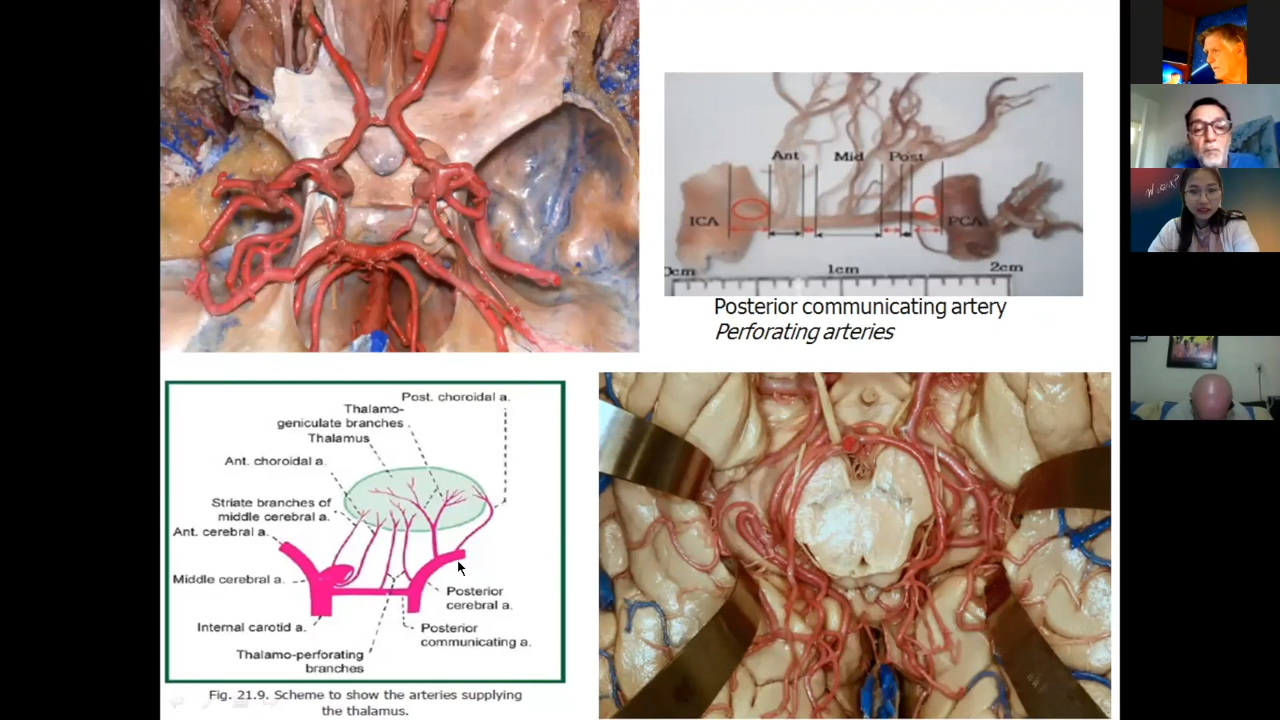 Ant Mid Post
ICA PCA
0cm 1cm 2cm
Posterior communicating artery
Perforating arteries
Post. choroidal a.
Thalamo-
geniculate branches
Thalamus
Ant. choroidal a.
Striate branches of
middle cerebral a.
Ant. cerebral a.
Middle cerebral a.
Posterior
cerebral a.
Internal carotid a.
Posterior
communicating a.
Thalamo-perforating
branches
Fig. 21.9. Scheme to show the arteries supplying
the thalamus.